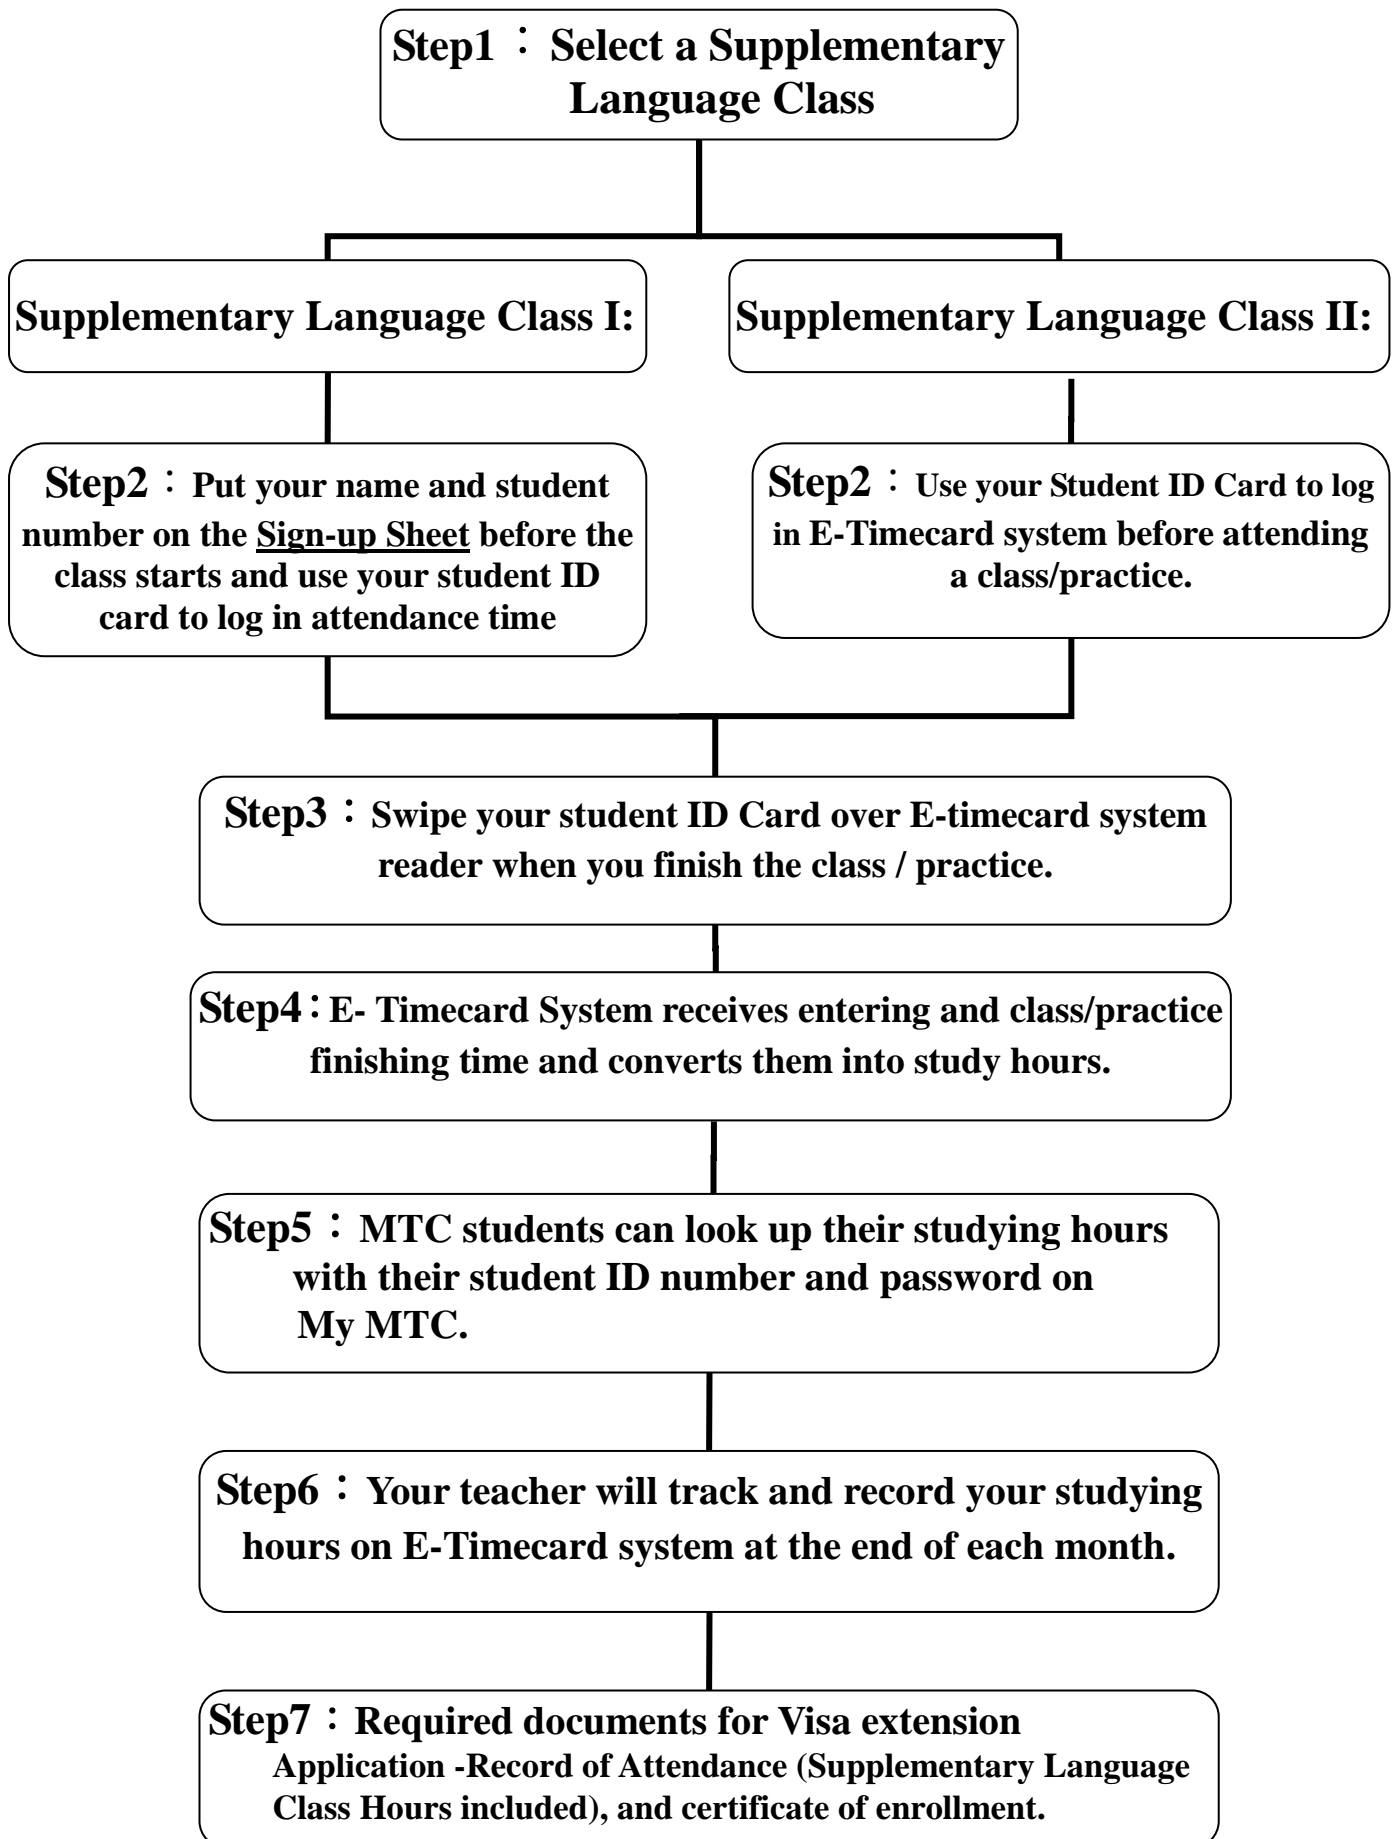 Step1：Select a Supplementary
Language Class
Supplementary Language Class I:
Supplementary Language Class II:
Step2：Put your name and student
number on the Sign-up Sheet before the
class starts and use your student ID
card to log in attendance time
Step2：Use your Student ID Card to log
in E-Timecard system before attending
a class/practice.
Step3：Swipe your student ID Card over E-timecard system
reader when you finish the class / practice.
Step4：E- Timecard System receives entering and class/practice
finishing time and converts them into study hours.
Step5：MTC students can look up their studying hours
with their student ID number and password on
My MTC.
Step6：Your teacher will track and record your studying
hours on E-Timecard system at the end of each month.
Step7：Required documents for Visa extension
Application -Record of Attendance (Supplementary Language
Class Hours included), and certificate of enrollment.